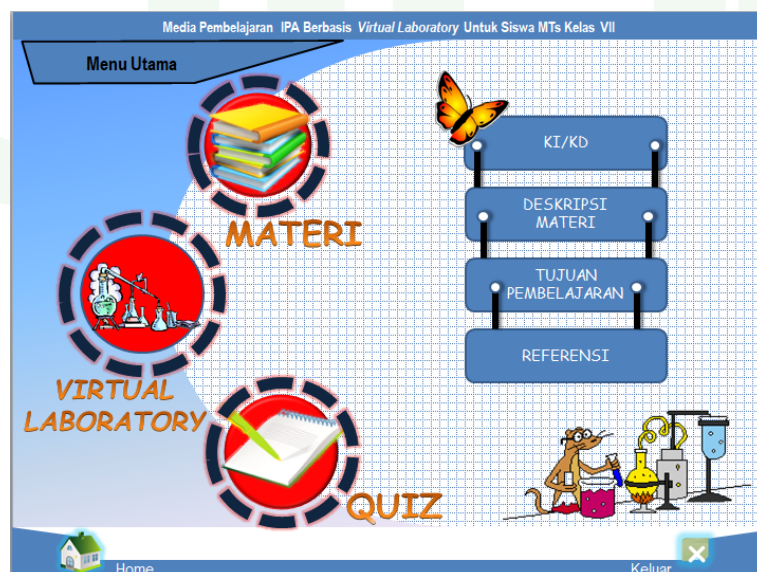 Media Pembelajaran IPA Berbasis Virtual Laboratory Untuk Siswa MTs Kelas VII
Menu Utama
MATERI
VIRTUAL
LABORATORY
QUIZ
KI/KD
DESKRIPSI
MATERI
TUJUAN
PEMBELAJARAN
REFERENSI
Home
Keluar